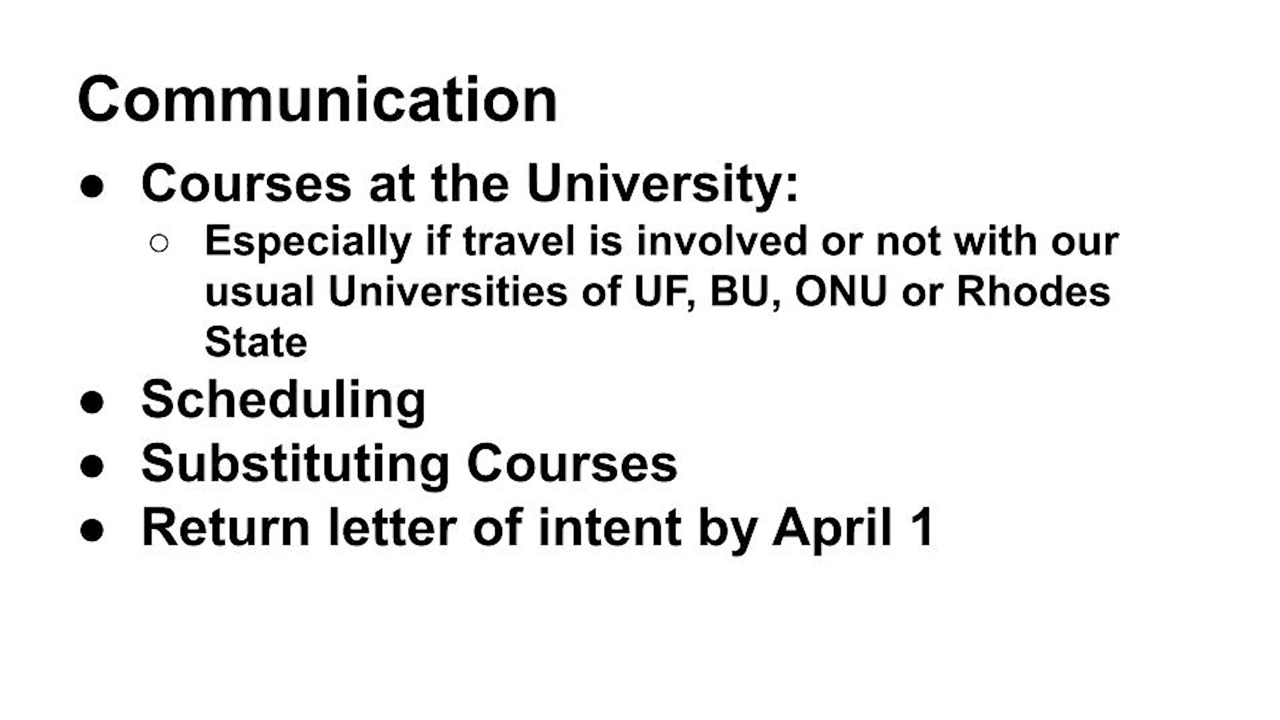 Communication
● Courses at the University:
○ Especially if travel is involved or not with our
usual Universities of UF, BU, ONU or Rhodes
State
● Scheduling
● Substituting Courses
● Return letter of intent by April 1